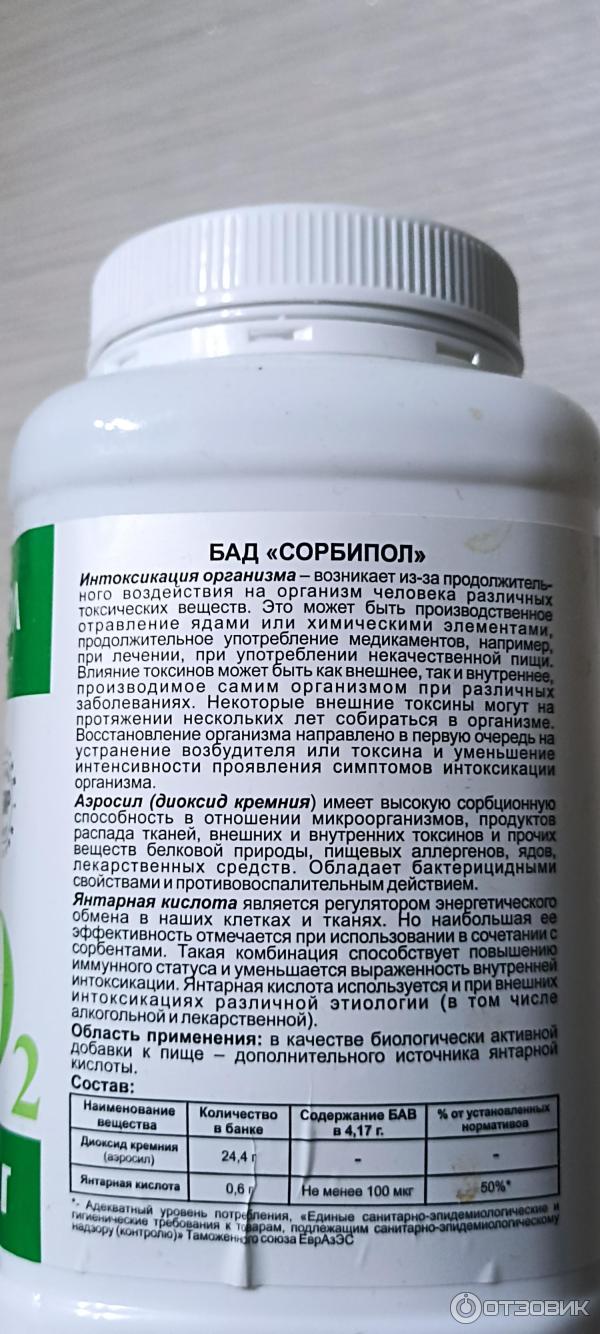 БАД «СОРБИПОЛ»
Интоксикация организма – возникает из-за продолжитель-
ного воздействия на организм человека различных
токсических веществ. Это может быть производственное
отравление ядами или химическими элементами,
продолжительное употребление медикаментов, например,
при лечении, при употреблении некачественной пищи.
Влияние токсинов может быть как внешнее, так и внутреннее,
производимое самим организмом при различных
заболеваниях. Некоторые внешние токсины могут на
протяжении нескольких лет собираться в организме.
Восстановление организма направлено в первую очередь на
устранение возбудителя или токсина и уменьшение
интенсивности проявления симптомов интоксикации
организма.
Аэросил (диоксид кремния) имеет высокую сорбционную
способность в отношении микроорганизмов, продуктов
распада тканей, внешних и внутренних токсинов и прочих
веществ белковой природы, пищевых аллергенов, ядов,
лекарственных средств. Обладает бактерицидными
свойствами и противовоспалительным действием.
Янтарная кислота является регулятором энергетического
обмена в наших клетках и тканях. Но наибольшая ее
эффективность отмечается при использовании в сочетании с
сорбентами. Такая комбинация способствует повышению
иммунного статуса и уменьшается выраженность внутренней
интоксикации. Янтарная кислота используется и при внешних
интоксикациях различной этиологии (в том числе
алкогольной и лекарственной).
Область применения: в качестве биологически активной
добавки к пище – дополнительного источника янтарной
кислоты.
Состав:
Наименование вещества Количество в банке Содержание БАВ в 4,17 г. % от установленных нормативов
Диоксид кремния (аэросил) 24,4 г - -
Янтарная кислота 0,6 г Не менее 100 мкг 50%*
*- Адекватный уровень потребления, «Единые санитарно-эпидемиологические и
гигиенические требования к товарам, подлежащим санитарно-эпидемиологическому
надзору (контролю)» Таможенного союза ЕврАзЭС
2
г
ОТЗОВИК